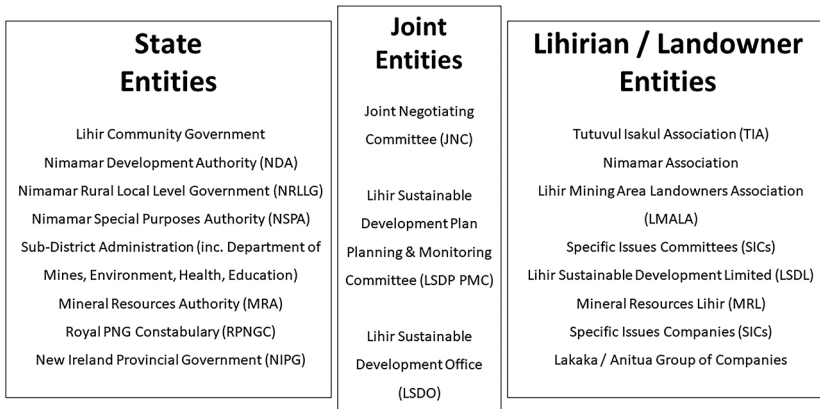 State
Entities
Lihir Community Government
Nimamar Development Authority (NDA)
Nimamar Rural Local Level Government (NRLLG)
Nimamar Special Purposes Authority (NSPA)
Sub-District Administration (inc. Department of
Mines, Environment, Health, Education)
Mineral Resources Authority (MRA)
Royal PNG Constabulary (RPNGC)
New Ireland Provincial Government (NIPG)
Joint
Entities
Joint Negotiating
Committee (JNC)
Lihir Sustainable
Development Plan
Planning & Monitoring
Committee (LSDP PMC)
Lihir Sustainable
Development Office
(LSDO)
Lihirian / Landowner
Entities
Tutuvul Isakul Association (TIA)
Nimamar Association
Lihir Mining Area Landowners Association
(LMALA)
Specific Issues Committees (SICs)
Lihir Sustainable Development Limited (LSDL)
Mineral Resources Lihir (MRL)
Specific Issues Companies (SICs)
Lakaka / Anitua Group of Companies